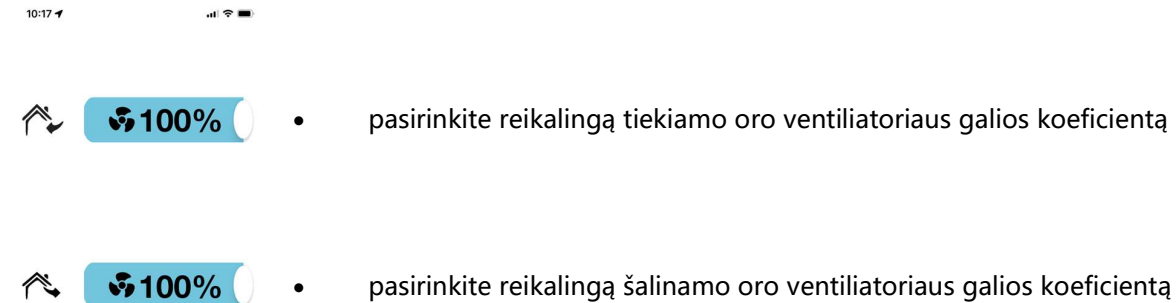 10:17
100% • pasirinkite reikalingą tiekiamo oro ventiliatoriaus galios koeficientą
100% • pasirinkite reikalingą šalinamo oro ventiliatoriaus galios koeficientą